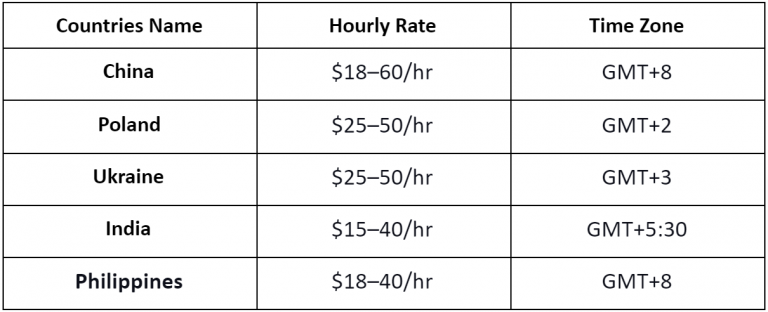 Countries Name Hourly Rate Time Zone
China $18–60/hr GMT+8
Poland $25–50/hr GMT+2
Ukraine $25–50/hr GMT+3
India $15–40/hr GMT+5:30
Philippines $18–40/hr GMT+8